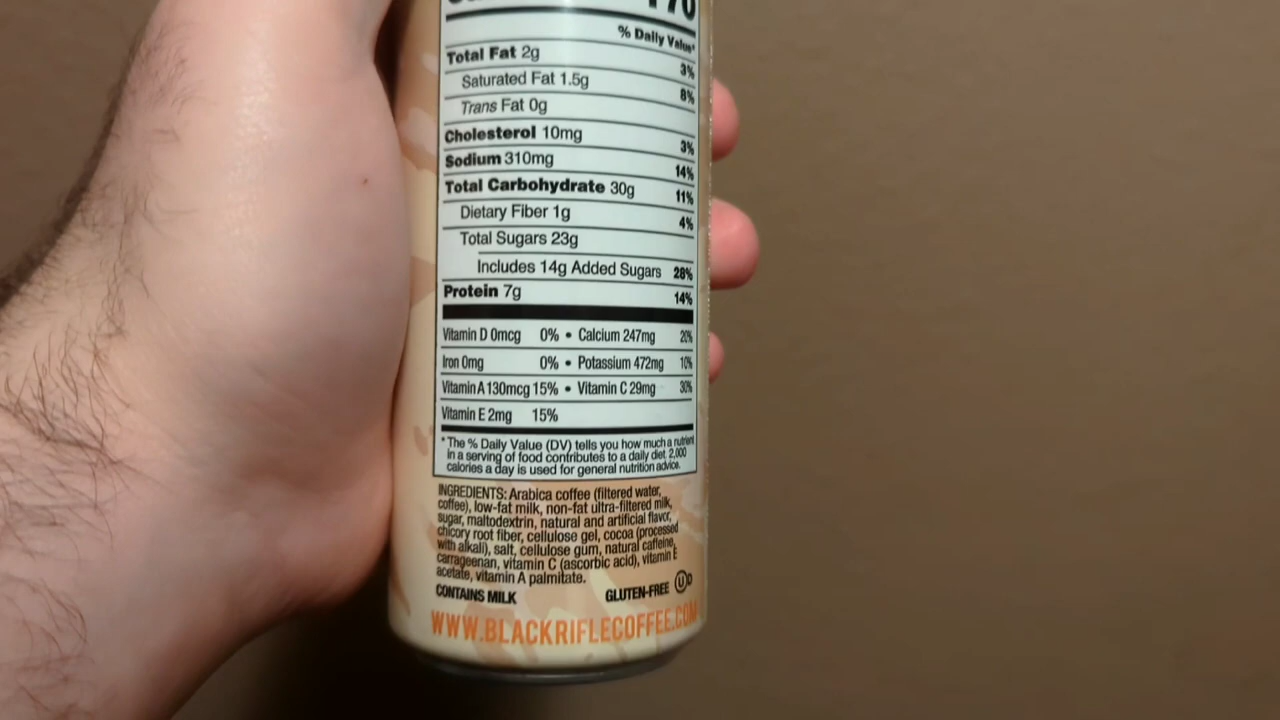 170
% Daily Value*
Total Fat 2g 3%
Saturated Fat 1.5g 8%
Trans Fat 0g
Cholesterol 10mg 3%
Sodium 310mg 14%
Total Carbohydrate 30g 11%
Dietary Fiber 1g 4%
Total Sugars 23g
Includes 14g Added Sugars 28%
Protein 7g 14%
Vitamin D 0mcg 0% • Calcium 247mg 20%
Iron 0mg 0% • Potassium 472mg 10%
Vitamin A 130mcg 15% • Vitamin C 29mg 30%
Vitamin E 2mg 15%
* The % Daily Value (DV) tells you how much a nutrient
in a serving of food contributes to a daily diet. 2,000
calories a day is used for general nutrition advice.
INGREDIENTS: Arabica coffee (filtered water,
coffee), low-fat milk, non-fat ultra-filtered milk,
sugar, maltodextrin, natural and artificial flavor,
chicory root fiber, cellulose gel, cocoa (processed
with alkali), salt, cellulose gum, natural caffeine,
carrageenan, vitamin C (ascorbic acid), vitamin E
acetate, vitamin A palmitate.
CONTAINS MILK GLUTEN-FREE U D
WWW.BLACKRIFLECOFFEE.COM